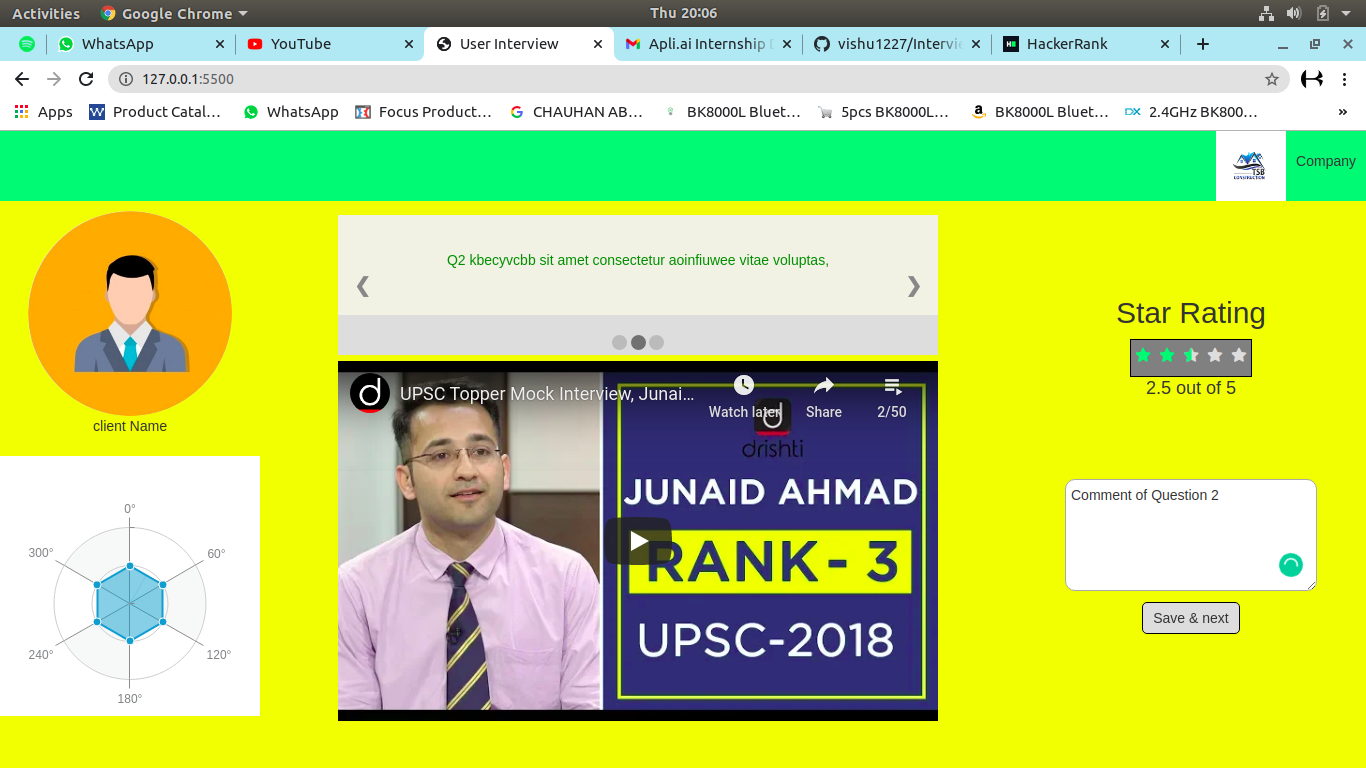 Activities Google Chrome Thu 20:06
WhatsApp YouTube User Interview Apli.ai Internship vishu1227/Intervie HackerRank
127.0.0.1:5500
Apps Product Catal… WhatsApp Focus Product… CHAUHAN AB… BK8000L Bluet… 5pcs BK8000L… BK8000L Bluet… 2.4GHz BK800… »
TSB
CONSTRUCTION
Company
client Name
0°
60°
120°
180°
240°
300°
Q2 kbecyvcbb sit amet consectetur aoinfiuwee vitae voluptas,
UPSC Topper Mock Interview, Junai…
Watch later Share 2/50
drishti
JUNAID AHMAD
RANK - 3
UPSC-2018
Star Rating
2.5 out of 5
Comment of Question 2
Save & next